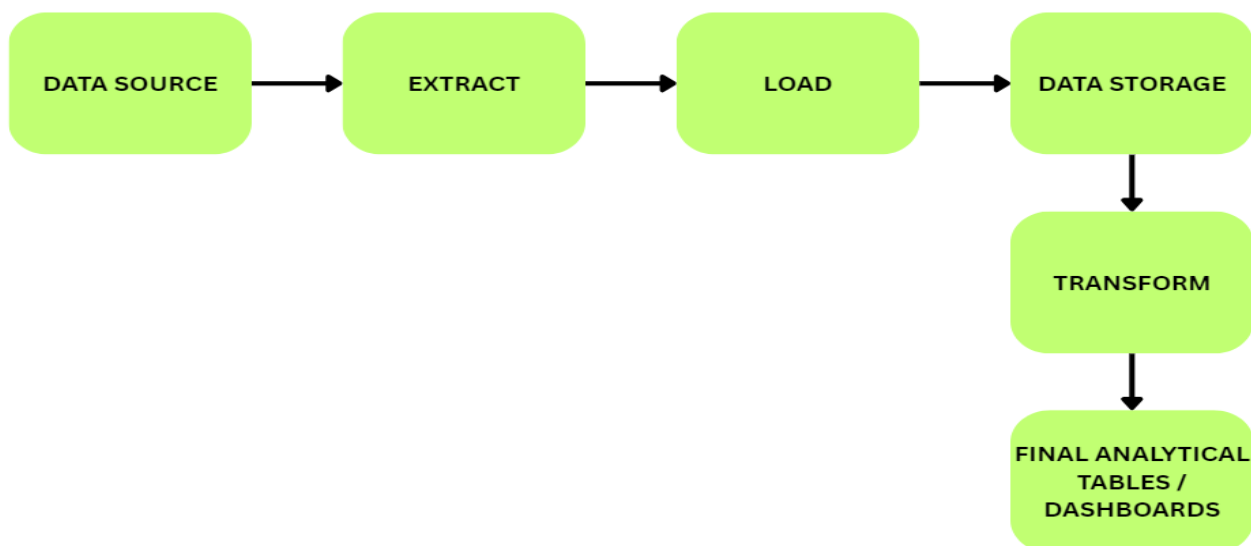 DATA SOURCE
EXTRACT
LOAD
DATA STORAGE
TRANSFORM
FINAL ANALYTICAL
TABLES /
DASHBOARDS